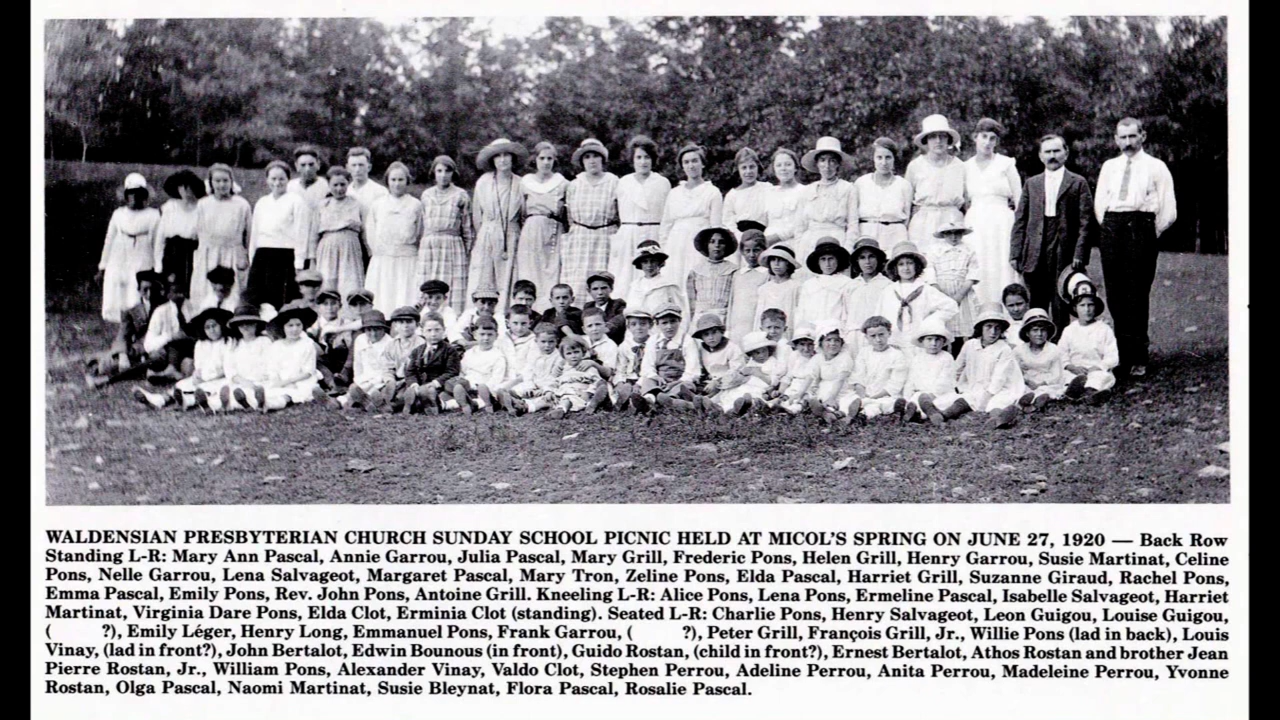 WALDENSIAN PRESBYTERIAN CHURCH SUNDAY SCHOOL PICNIC HELD AT MICOL'S SPRING ON JUNE 27, 1920 — Back Row
Standing L-R: Mary Ann Pascal, Annie Garrou, Julia Pascal, Mary Grill, Frederic Pons, Helen Grill, Henry Garrou, Susie Martinat, Celine
Pons, Nelle Garrou, Lena Salvageot, Margaret Pascal, Mary Tron, Zeline Pons, Elda Pascal, Harriet Grill, Suzanne Giraud, Rachel Pons,
Emma Pascal, Emily Pons, Rev. John Pons, Antoine Grill. Kneeling L-R: Alice Pons, Lena Pons, Ermeline Pascal, Isabelle Salvageot, Harriet
Martinat, Virginia Dare Pons, Elda Clot, Erminia Clot (standing). Seated L-R: Charlie Pons, Henry Salvageot, Leon Guigou, Louise Guigou,
( ?), Emily Léger, Henry Long, Emmanuel Pons, Frank Garrou, ( ?), Peter Grill, François Grill, Jr., Willie Pons (lad in back), Louis
Vinay, (lad in front?), John Bertalot, Edwin Bounous (in front), Guido Rostan, (child in front?), Ernest Bertalot, Athos Rostan and brother Jean
Pierre Rostan, Jr., William Pons, Alexander Vinay, Valdo Clot, Stephen Perrou, Adeline Perrou, Anita Perrou, Madeleine Perrou, Yvonne
Rostan, Olga Pascal, Naomi Martinat, Susie Bleynat, Flora Pascal, Rosalie Pascal.